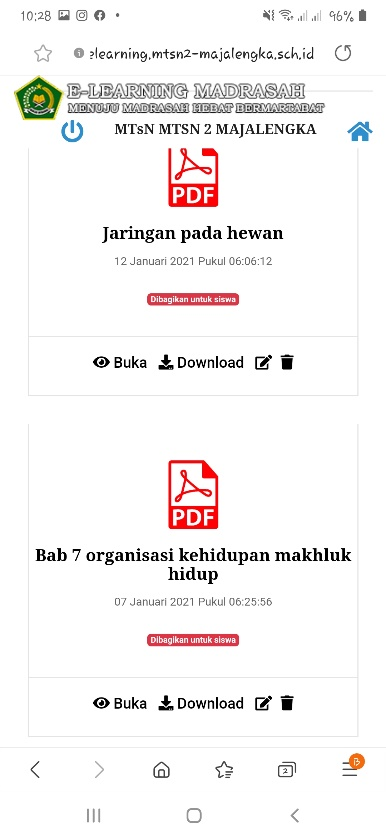 10:28
96%
elearning.mtsn2-majalengka.sch.id
E-LEARNING MADRASAH
MENUJU MADRASAH HEBAT BERMARTABAT
MTsN MTSN 2 MAJALENGKA
PDF
Jaringan pada hewan
12 Januari 2021 Pukul 06:06:12
Dibagikan untuk siswa
Buka Download
PDF
Bab 7 organisasi kehidupan makhluk
hidup
07 Januari 2021 Pukul 06:25:56
Dibagikan untuk siswa
Buka Download
2